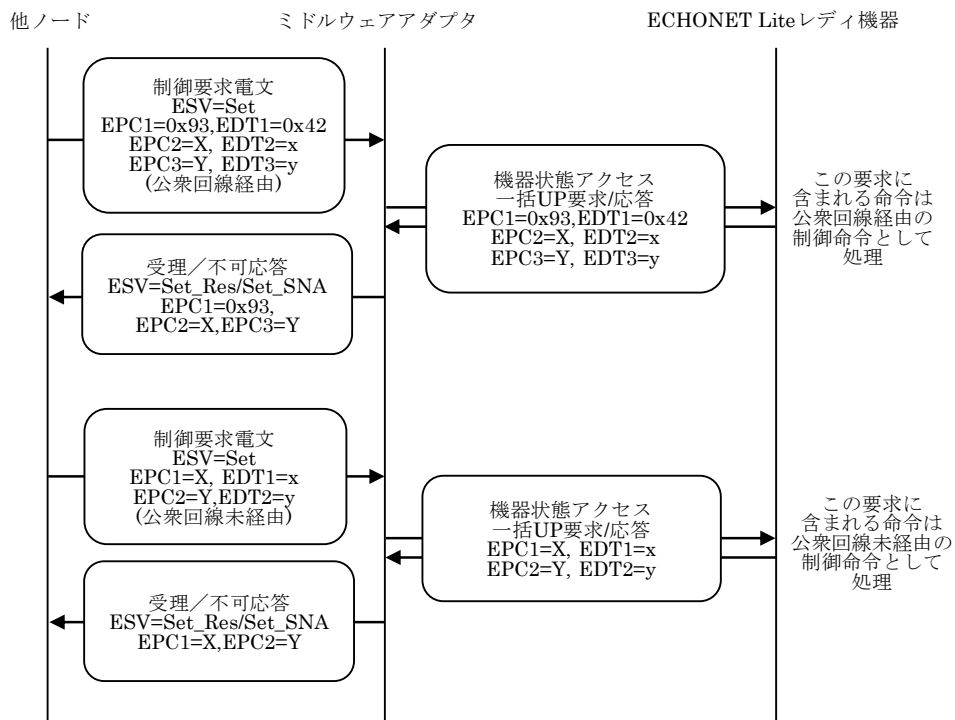 他ノード
ミドルウェアアダプタ
ECHONET Liteレディ機器
制御要求電文
ESV=Set
EPC1=0x93,EDT1=0x42
EPC2=X, EDT2=x
EPC3=Y, EDT3=y
(公衆回線経由)
機器状態アクセス
一括UP要求/応答
EPC1=0x93,EDT1=0x42
EPC2=X, EDT2=x
EPC3=Y, EDT3=y
この要求に
含まれる命令は
公衆回線経由の
制御命令として
処理
受理／不可応答
ESV=Set_Res/Set_SNA
EPC1=0x93,
EPC2=X,EPC3=Y
制御要求電文
ESV=Set
EPC1=X, EDT1=x
EPC2=Y,EDT2=y
(公衆回線未経由)
機器状態アクセス
一括UP要求/応答
EPC1=X, EDT1=x
EPC2=Y, EDT2=y
この要求に
含まれる命令は
公衆回線未経由の
制御命令として
処理
受理／不可応答
ESV=Set_Res/Set_SNA
EPC1=X,EPC2=Y